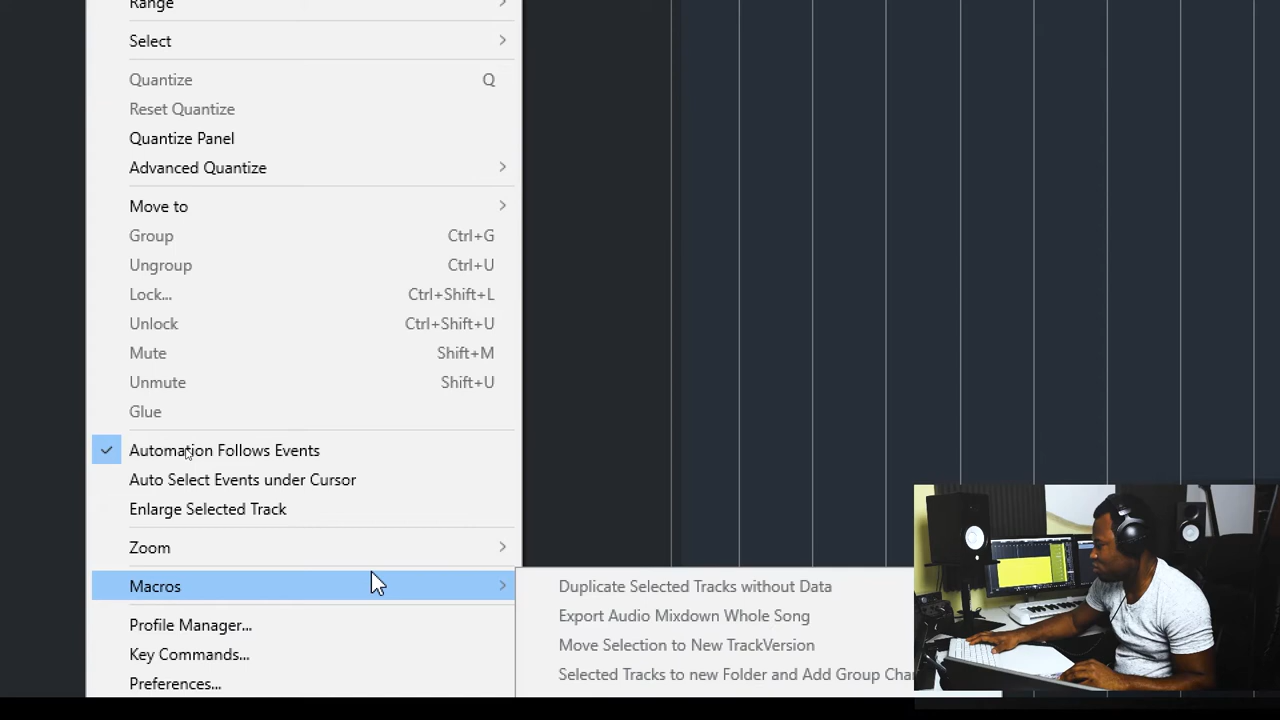 Range
Select
Quantize Q
Reset Quantize
Quantize Panel
Advanced Quantize
Move to
Group Ctrl+G
Ungroup Ctrl+U
Lock... Ctrl+Shift+L
Unlock Ctrl+Shift+U
Mute Shift+M
Unmute Shift+U
Glue
Automation Follows Events
Auto Select Events under Cursor
Enlarge Selected Track
Zoom
Macros
Duplicate Selected Tracks without Data
Export Audio Mixdown Whole Song
Move Selection to New TrackVersion
Selected Tracks to new Folder and Add Group Cha
Profile Manager...
Key Commands...
Preferences...